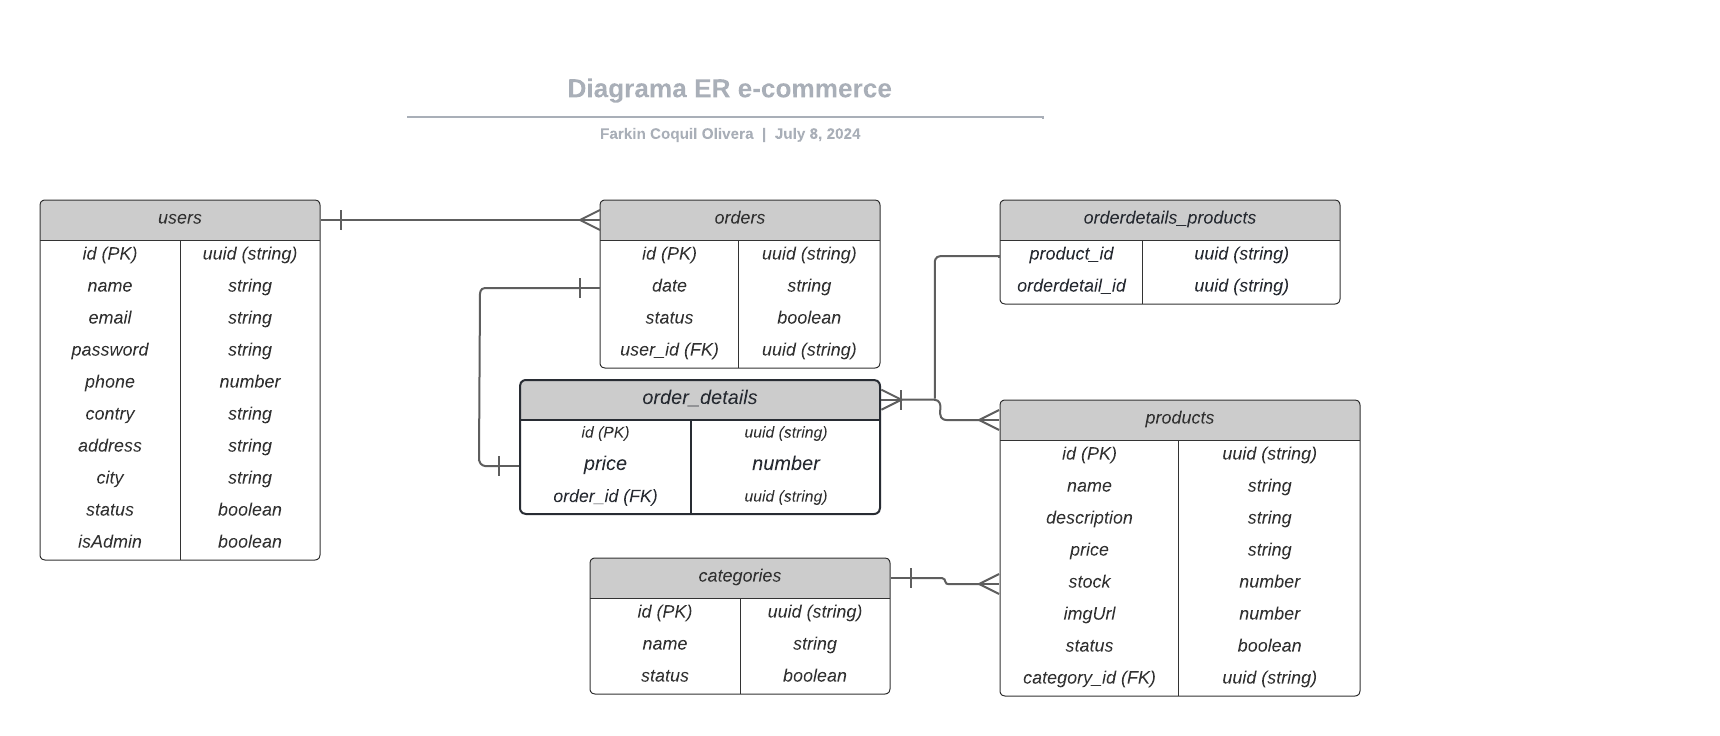 Diagrama ER e-commerce
Farkin Coquil Olivera | July 8, 2024
users
id (PK) uuid (string)
name string
email string
password string
phone number
contry string
address string
city string
status boolean
isAdmin boolean
orders
id (PK) uuid (string)
date string
status boolean
user_id (FK) uuid (string)
orderdetails_products
product_id uuid (string)
orderdetail_id uuid (string)
order_details
id (PK) uuid (string)
price number
order_id (FK) uuid (string)
products
id (PK) uuid (string)
name string
description string
price string
stock number
imgUrl number
status boolean
category_id (FK) uuid (string)
categories
id (PK) uuid (string)
name string
status boolean